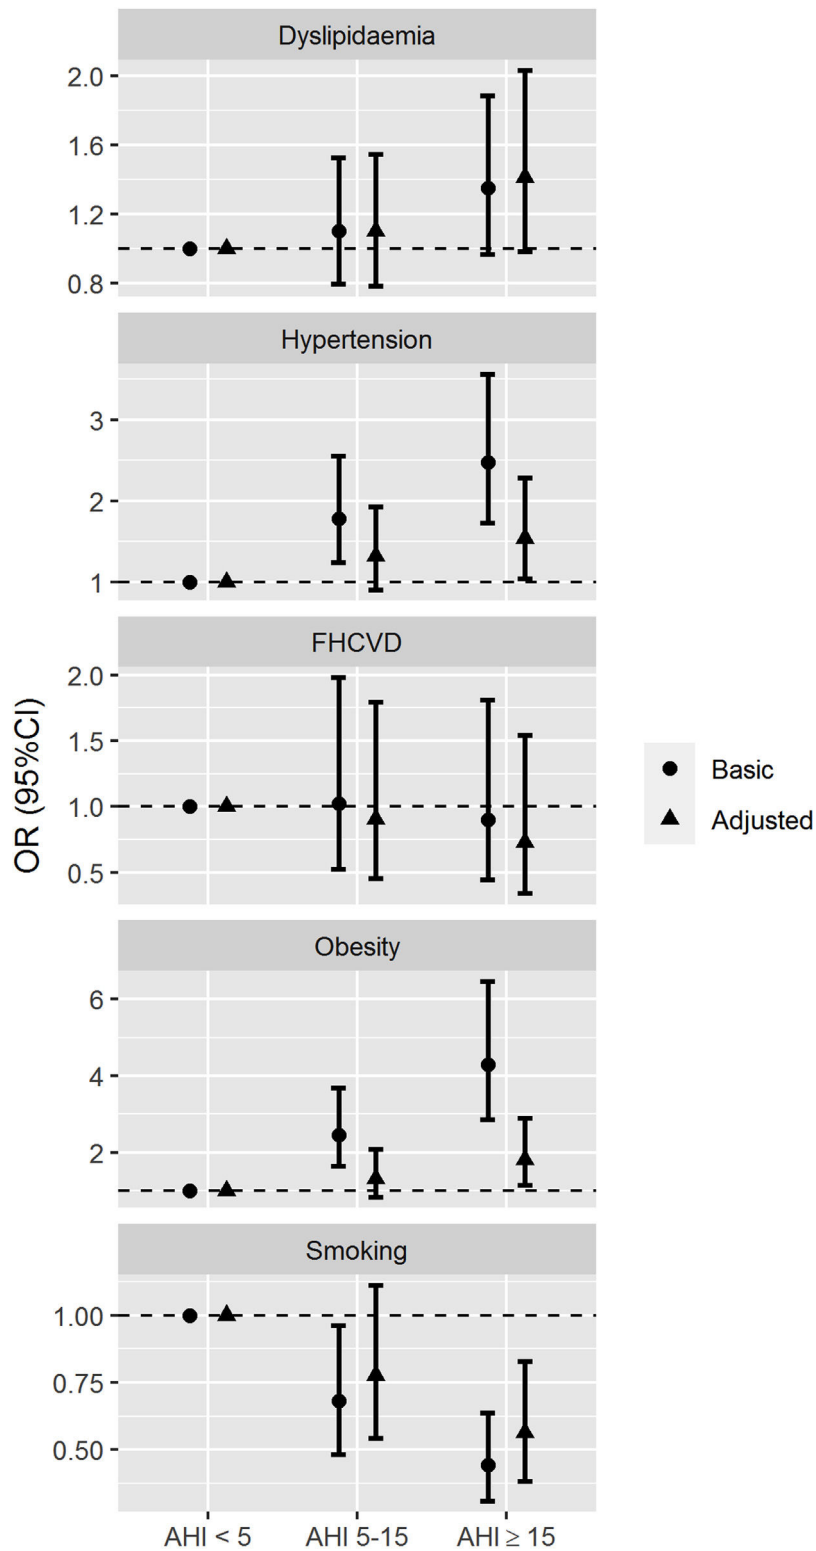 Dyslipidaemia
2.0
1.6
1.2
0.8
Hypertension
3
2
1
FHCVD
2.0
1.5
1.0
0.5
Obesity
6
4
2
Smoking
1.00
0.75
0.50
AHI < 5 AHI 5-15 AHI ≥ 15
OR (95%CI)
Basic
Adjusted